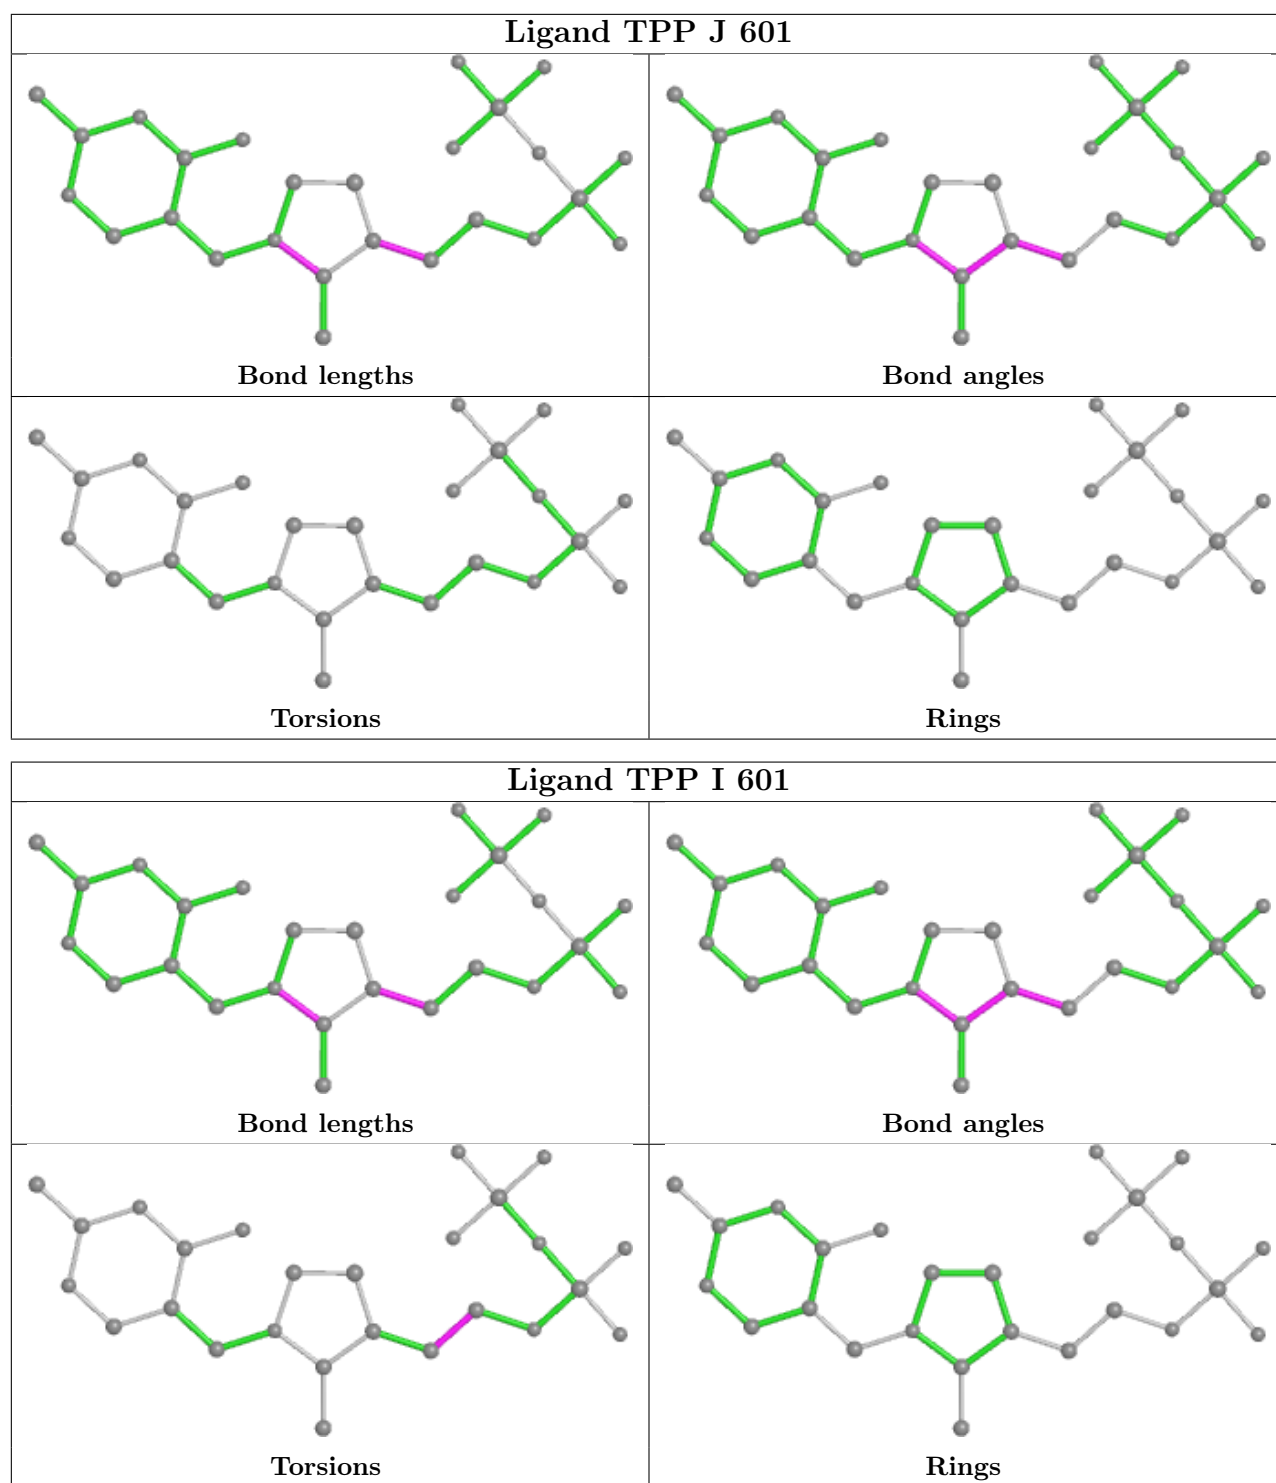 Ligand TPP J 601
Bond lengths
Bond angles
Torsions
Rings
Ligand TPP I 601
Bond lengths
Bond angles
Torsions
Rings